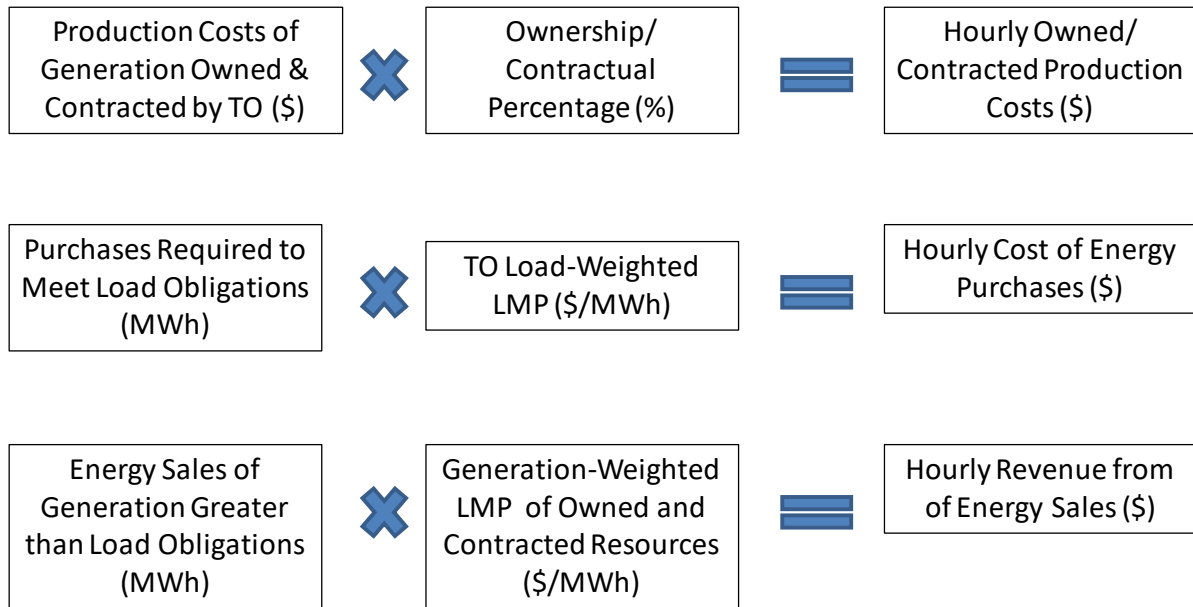 Production Costs of
Generation Owned &
Contracted by TO ($)
Ownership/
Contractual
Percentage (%)
Hourly Owned/
Contracted Production
Costs ($)
Purchases Required to
Meet Load Obligations
(MWh)
TO Load-Weighted
LMP ($/MWh)
Hourly Cost of Energy
Purchases ($)
Energy Sales of
Generation Greater
than Load Obligations
(MWh)
Generation-Weighted
LMP of Owned and
Contracted Resources
($/MWh)
Hourly Revenue from
of Energy Sales ($)